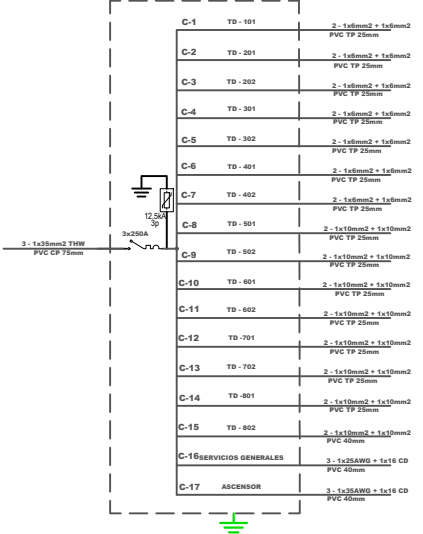 C-1 TD - 101 2 - 1x6mm2 + 1x6mm2
PVC TP 25mm
C-2 TD - 201 2 - 1x6mm2 + 1x6mm2
PVC TP 25mm
C-3 TD - 202 2 - 1x6mm2 + 1x6mm2
PVC TP 25mm
C-4 TD - 301 2 - 1x6mm2 + 1x6mm2
PVC TP 25mm
C-5 TD - 302 2 - 1x6mm2 + 1x6mm2
PVC TP 25mm
C-6 TD - 401 2 - 1x6mm2 + 1x6mm2
PVC TP 25mm
C-7 TD - 402 2 - 1x6mm2 + 1x6mm2
PVC TP 25mm
12,5kA
3p
C-8 TD - 501 2 - 1x10mm2 + 1x10mm2
PVC TP 25mm
3x250A
3 - 1x35mm2 THW
PVC CP 75mm
C-9 TD - 502 2 - 1x10mm2 + 1x10mm2
PVC TP 25mm
C-10 TD - 601 2 - 1x10mm2 + 1x10mm2
PVC TP 25mm
C-11 TD - 602 2 - 1x10mm2 + 1x10mm2
PVC TP 25mm
C-12 TD -701 2 - 1x10mm2 + 1x10mm2
PVC TP 25mm
C-13 TD - 702 2 - 1x10mm2 + 1x10mm2
PVC TP 25mm
C-14 TD -801 2 - 1x10mm2 + 1x10mm2
PVC TP 25mm
C-15 TD - 802 2 - 1x10mm2 + 1x10mm2
PVC 40mm
C-16 SERVICIOS GENERALES 3 - 1x25AWG + 1x16 CD
PVC 40mm
C-17 ASCENSOR 3 - 1x35AWG + 1x16 CD
PVC 40mm